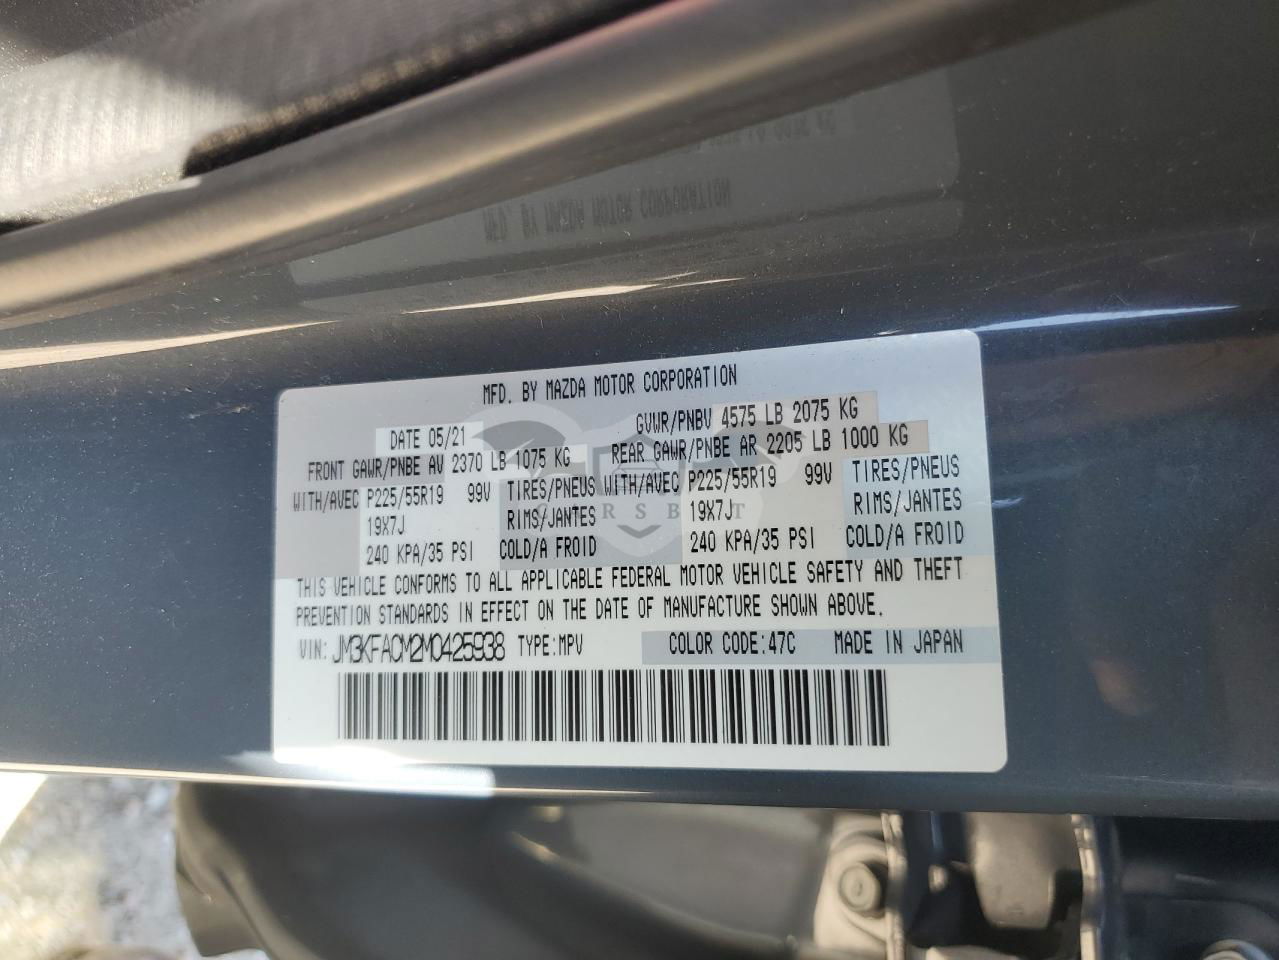 MFD. BY MAZDA MOTOR CORPORATION
DATE 05/21 GVWR/PNBV 4575 LB 2075 KG
FRONT GAWR/PNBE AV 2370 LB 1075 KG REAR GAWR/PNBE AR 2205 LB 1000 KG
WITH/AVEC P225/55R19 99V TIRES/PNEUS WITH/AVEC P225/55R19 99V TIRES/PNEUS
19X7J RIMS/JANTES 19X7J RIMS/JANTES
240 KPA/35 PSI COLD/A FROID 240 KPA/35 PSI COLD/A FROID
THIS VEHICLE CONFORMS TO ALL APPLICABLE FEDERAL MOTOR VEHICLE SAFETY AND THEFT
PREVENTION STANDARDS IN EFFECT ON THE DATE OF MANUFACTURE SHOWN ABOVE.
VIN: JM3KFACM2M0425938 TYPE:MPV COLOR CODE:47C MADE IN JAPAN